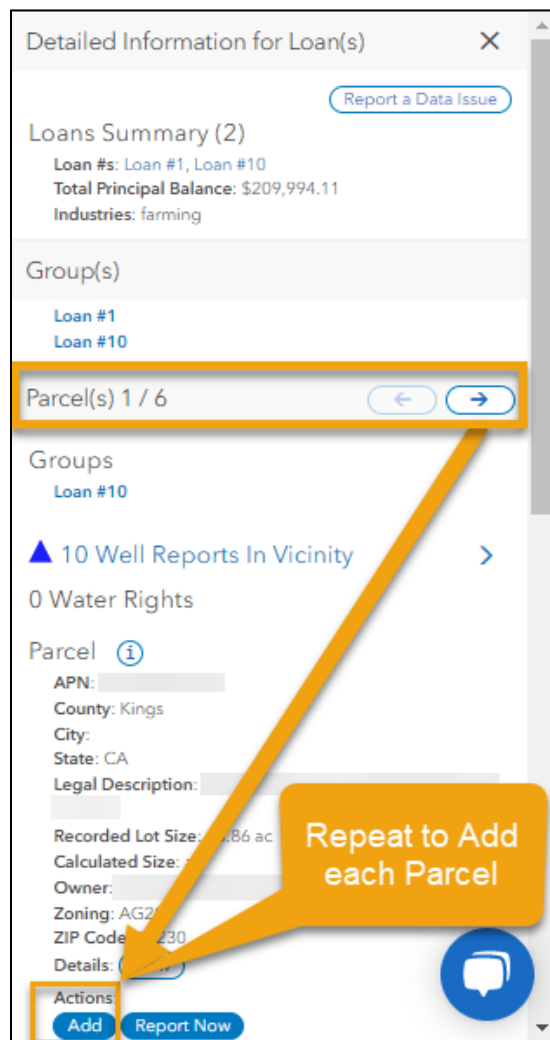 Detailed Information for Loan(s)
Report a Data Issue
Loans Summary (2)
Loan #s: Loan #1, Loan #10
Total Principal Balance: $209,994.11
Industries: farming
Group(s)
Loan #1
Loan #10
Parcel(s) 1 / 6
Groups
Loan #10
10 Well Reports In Vicinity
0 Water Rights
Parcel
APN:
County: Kings
City:
State: CA
Legal Description:
Recorded Lot Size: .86 ac
Calculated Size:
Owner:
Zoning:
ZIP Code
Details:
Actions:
Add Report Now
Repeat to Add
each Parcel